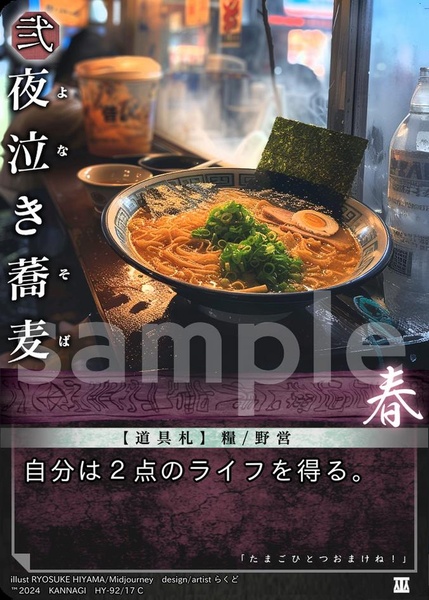 弐
夜泣き蕎麦
よなそば
sample
春
【道具札】糧/野営
自分は２点のライフを得る。
「たまごひとつおまけね！」
illust RYOSUKE HIYAMA/Midjourney design/artist らくど
™2024 KANNAGI HY-92/17 C